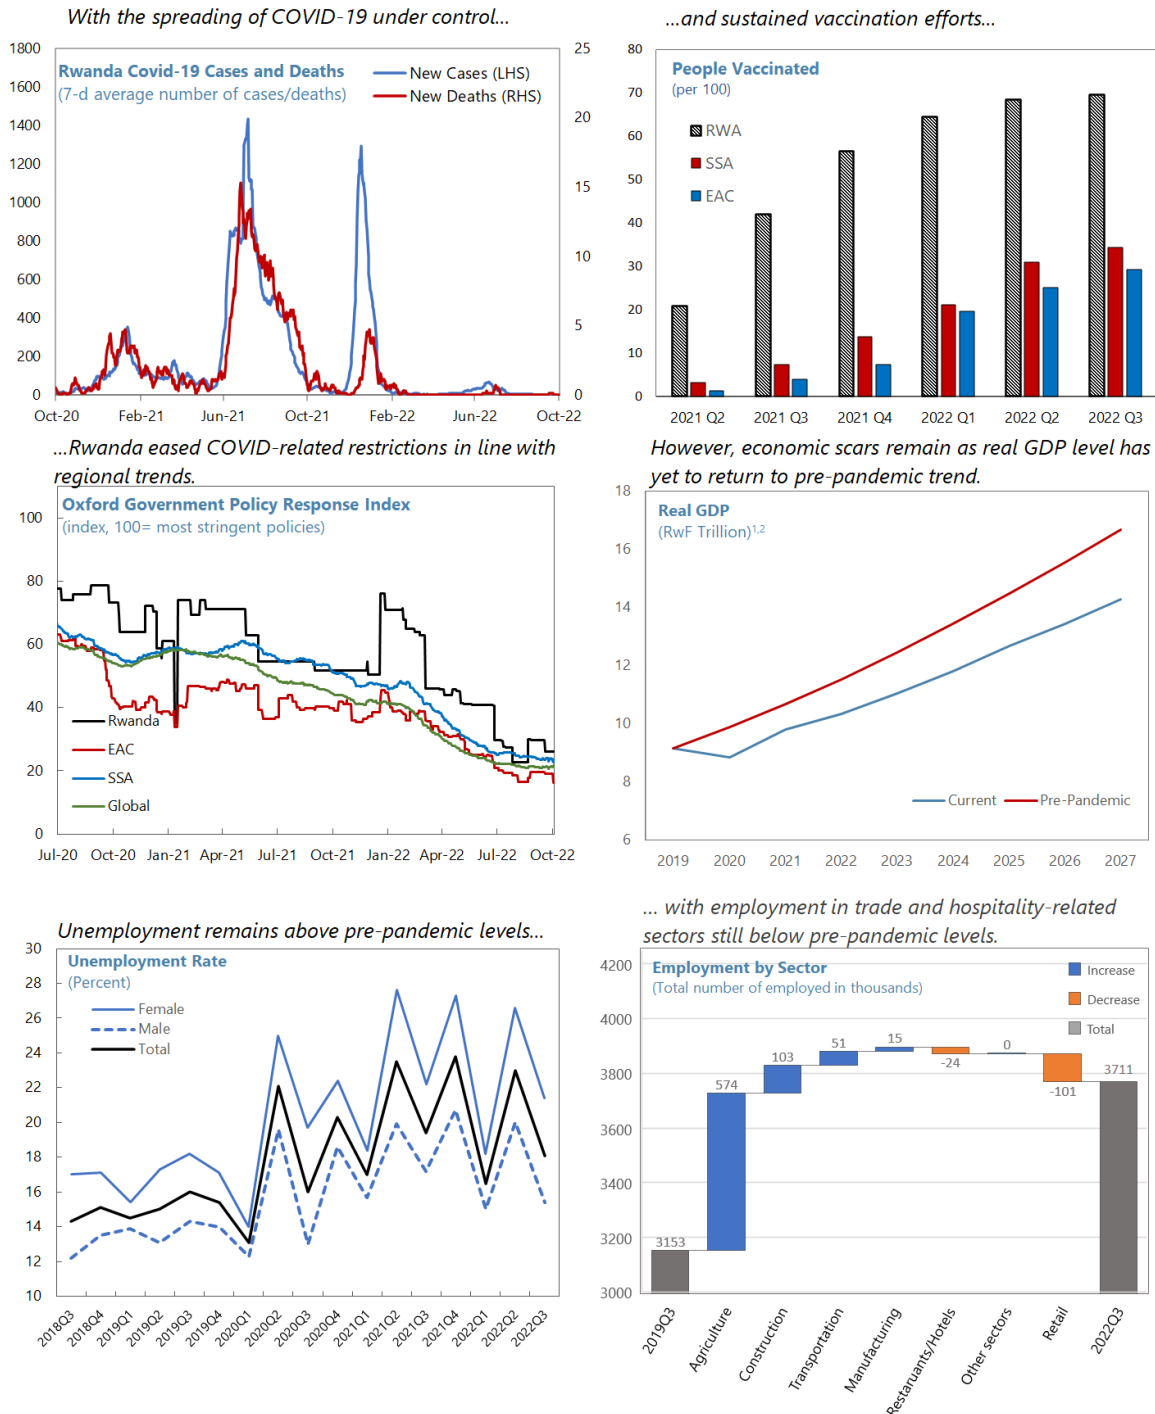 With the spreading of COVID-19 under control…
1800
1600
1400
1200
1000
800
600
400
200
0
25
20
15
10
5
0
Rwanda Covid-19 Cases and Deaths
(7-d average number of cases/deaths)
New Cases (LHS)
New Deaths (RHS)
Oct-20 Feb-21 Jun-21 Oct-21 Feb-22 Jun-22 Oct-22
…and sustained vaccination efforts…
80
70
60
50
40
30
20
10
0
People Vaccinated
(per 100)
RWA
SSA
EAC
2021 Q2 2021 Q3 2021 Q4 2022 Q1 2022 Q2 2022 Q3
…Rwanda eased COVID-related restrictions in line with
regional trends.
100
80
60
40
20
0
Oxford Government Policy Response Index
(index, 100= most stringent policies)
Rwanda
EAC
SSA
Global
Jul-20 Oct-20 Jan-21 Apr-21 Jul-21 Oct-21 Jan-22 Apr-22 Jul-22 Oct-22
However, economic scars remain as real GDP level has
yet to return to pre-pandemic trend.
18
16
14
12
10
8
6
Real GDP
(RwF Trillion)1,2
Current Pre-Pandemic
2019 2020 2021 2022 2023 2024 2025 2026 2027
Unemployment remains above pre-pandemic levels…
30
28
26
24
22
20
18
16
14
12
10
Unemployment Rate
(Percent)
Female
Male
Total
2018Q3 2018Q4 2019Q1 2019Q2 2019Q3 2019Q4 2020Q1 2020Q2 2020Q3 2020Q4 2021Q1 2021Q2 2021Q3 2021Q4 2022Q1 2022Q2 2022Q3
… with employment in trade and hospitality-related
sectors still below pre-pandemic levels.
4200
4000
3800
3600
3400
3200
3000
Employment by Sector
(Total number of employed in thousands)
Increase
Decrease
Total
3153
574
103
51
15
-24
0
-101
3711
2019Q3
Agriculture
Construction
Transportation
Manufacturing
Restaruants/Hotels
Other sectors
Retail
2022Q3